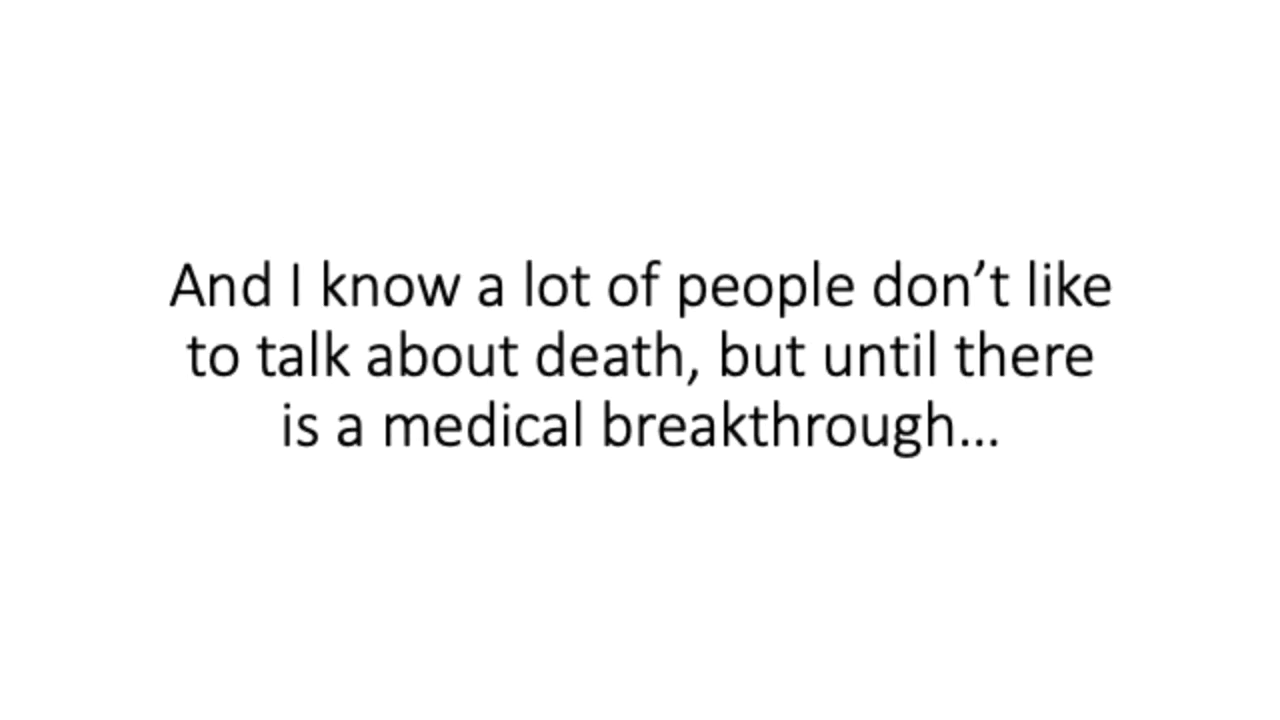 And I know a lot of people don’t like
to talk about death, but until there
is a medical breakthrough…